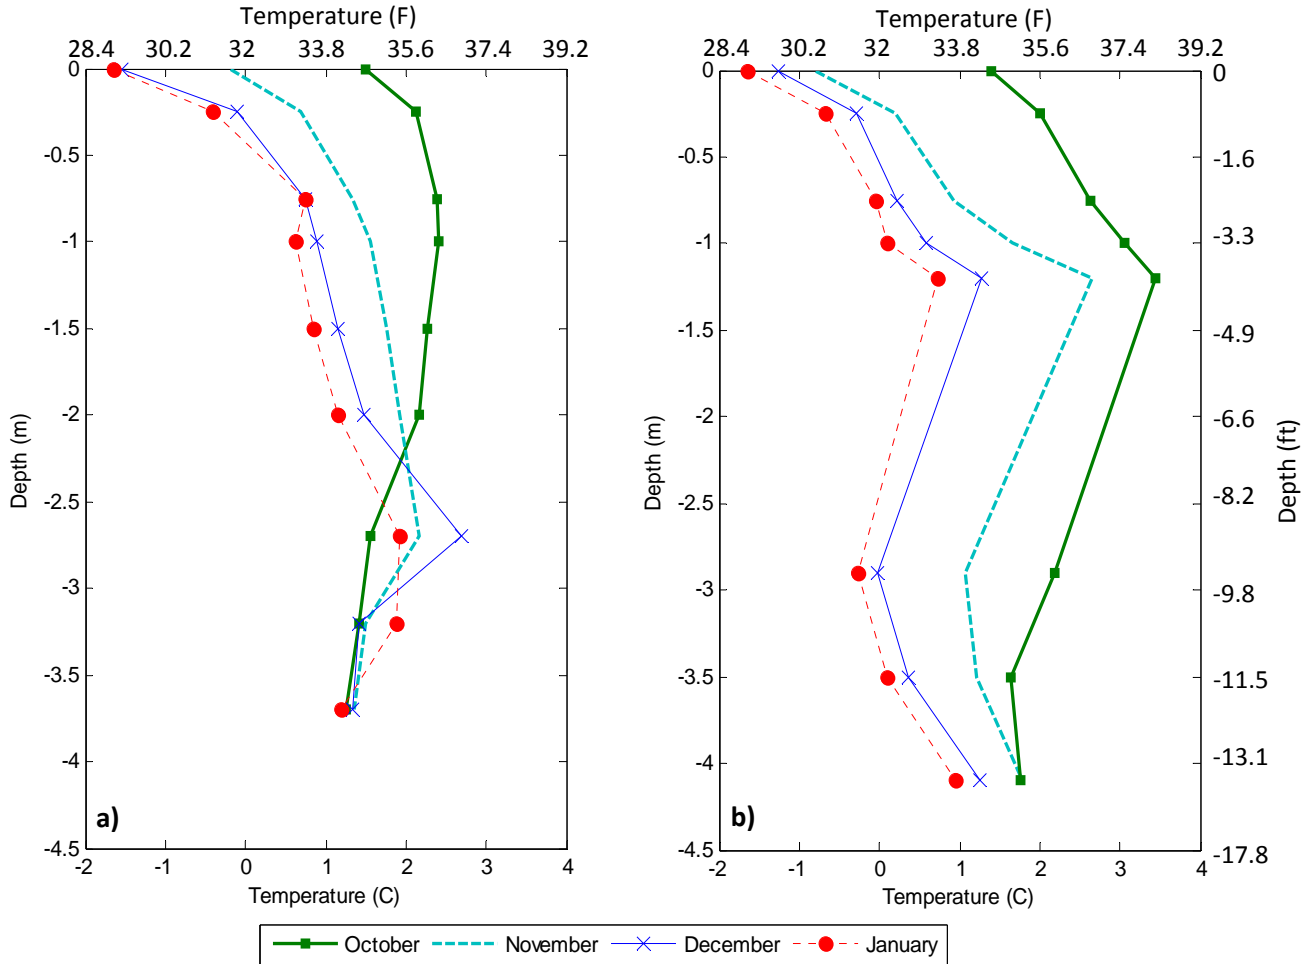 Temperature (F)
28.4 30.2 32 33.8 35.6 37.4 39.2
0
-0.5
-1
-1.5
-2
-2.5
-3
-3.5
-4
-4.5
Depth (m)
a)
-2 -1 0 1 2 3 4
Temperature (C)
Temperature (F)
28.4 30.2 32 33.8 35.6 37.4 39.2
0
-0.5
-1
-1.5
-2
-2.5
-3
-3.5
-4
-4.5
Depth (m)
b)
-2 -1 0 1 2 3 4
Temperature (C)
0
-1.6
-3.3
-4.9
-6.6
-8.2
-9.8
-11.5
-13.1
-17.8
Depth (ft)
October November December January